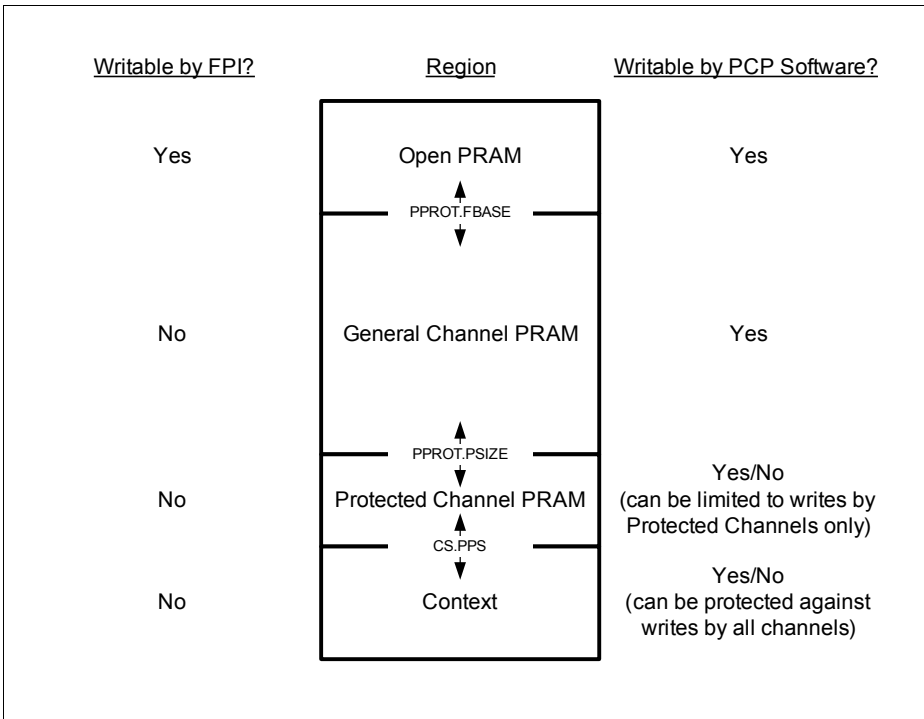 Writable by FPI? Region Writable by PCP Software?
Yes Open PRAM Yes
PPROT.FBASE
No General Channel PRAM Yes
PPROT.PSIZE
Yes/No
No Protected Channel PRAM (can be limited to writes by
Protected Channels only)
CS.PPS
Yes/No
No Context (can be protected against
writes by all channels)